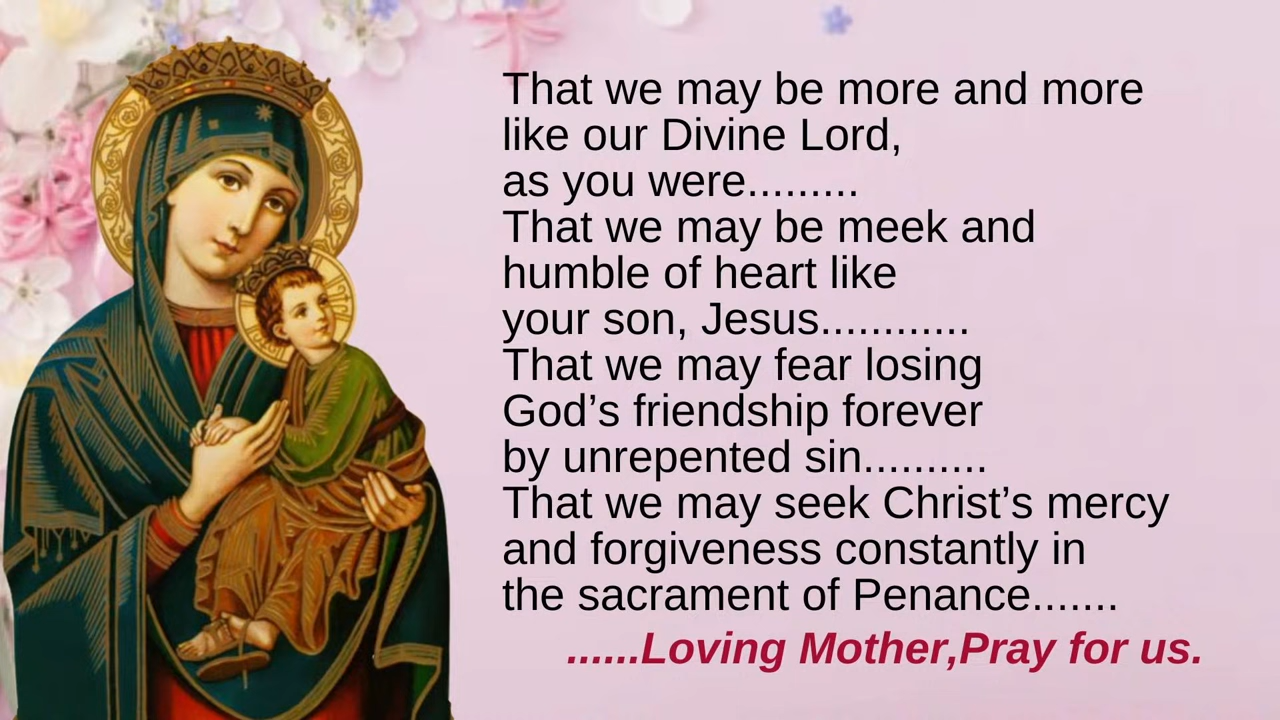 That we may be more and more
like our Divine Lord,
as you were.........
That we may be meek and
humble of heart like
your son, Jesus............
That we may fear losing
God’s friendship forever
by unrepented sin..........
That we may seek Christ’s mercy
and forgiveness constantly in
the sacrament of Penance.......
......Loving Mother,Pray for us.